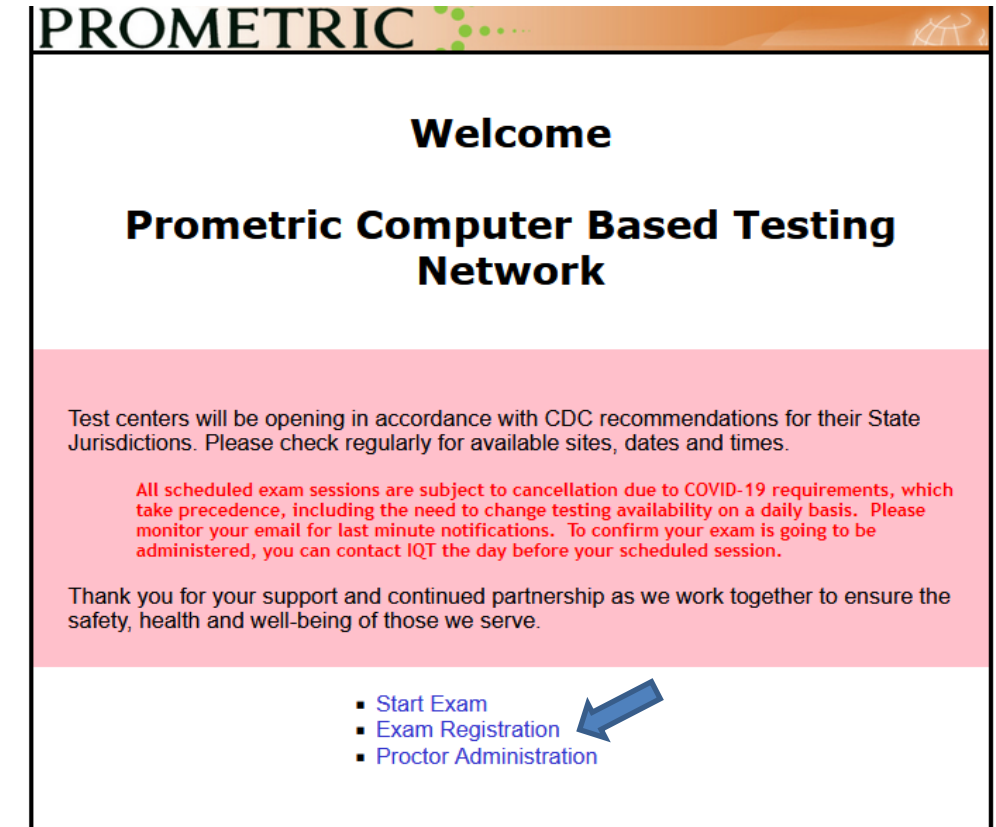 PROMETRIC
Welcome
Prometric Computer Based Testing
Network
Test centers will be opening in accordance with CDC recommendations for their State
Jurisdictions. Please check regularly for available sites, dates and times.
All scheduled exam sessions are subject to cancellation due to COVID-19 requirements, which
take precedence, including the need to change testing availability on a daily basis.  Please
monitor your email for last minute notifications.  To confirm your exam is going to be
administered, you can contact IQT the day before your scheduled session.
Thank you for your support and continued partnership as we work together to ensure the
safety, health and well-being of those we serve.
▪ Start Exam
▪ Exam Registration
▪ Proctor Administration